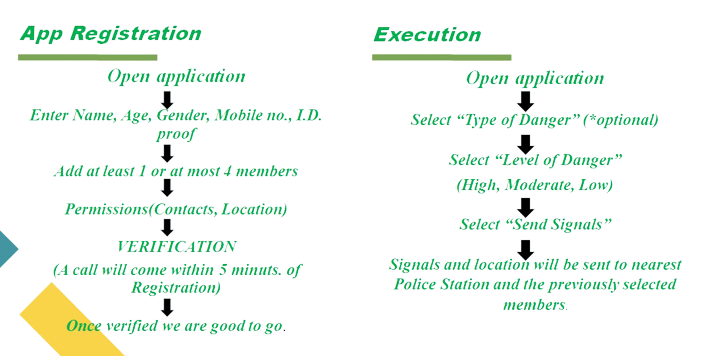 App Registration
Open application
Enter Name, Age, Gender, Mobile no., I.D.
proof
Add at least 1 or at most 4 members
Permissions(Contacts, Location)
VERIFICATION
(A call will come within 5 minuts. of
Registration)
Once verified we are good to go.
Execution
Open application
Select “Type of Danger” (*optional)
Select “Level of Danger”
(High, Moderate, Low)
Select “Send Signals”
Signals and location will be sent to nearest
Police Station and the previously selected
members.